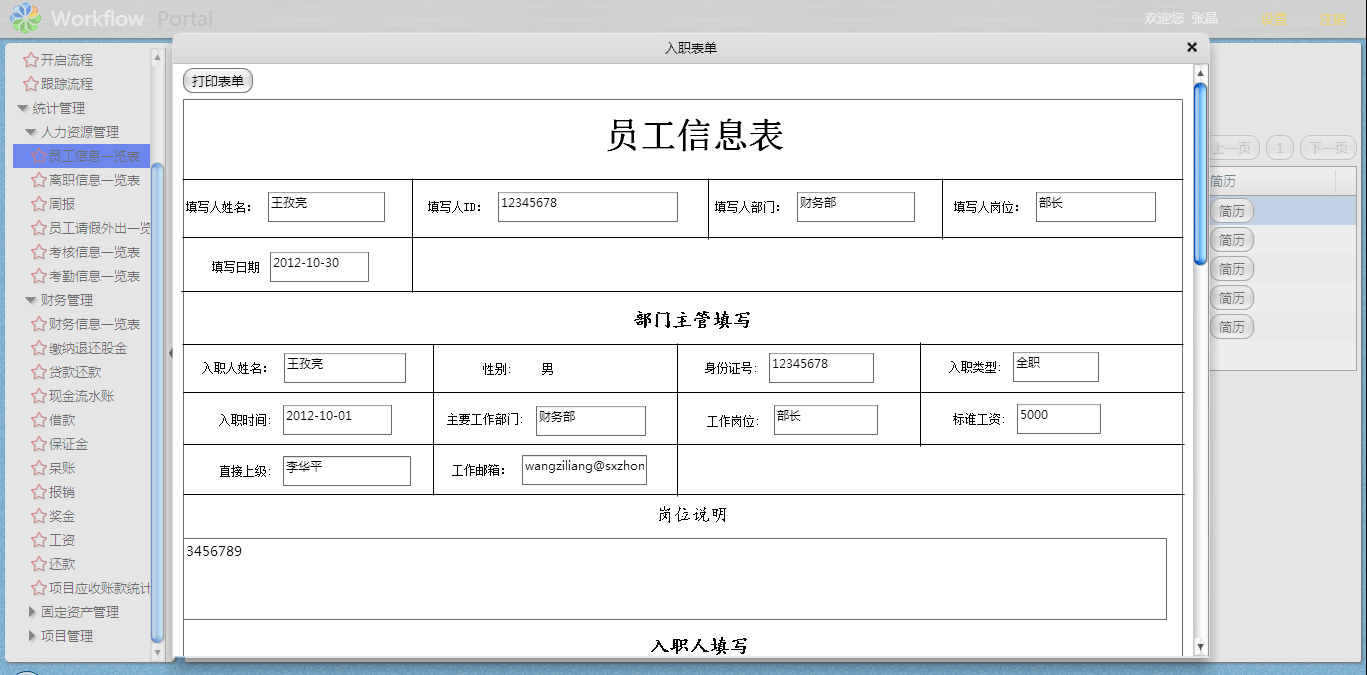 Workflow Portal
欢迎您 张晶
入职表单
开启流程
跟踪流程
统计管理
人力资源管理
员工信息一览表
离职信息一览表
周报
员工请假外出一览
考核信息一览表
考勤信息一览表
财务管理
财务信息一览表
缴纳退还股金
贷款还款
现金流水账
借款
保证金
呆账
报销
奖金
工资
还款
项目应收账款统计
固定资产管理
项目管理
打印表单
员工信息表
填写人姓名: 王孜亮 填写人ID: 12345678 填写人部门: 财务部 填写人岗位: 部长
填写日期 2012-10-30
部门主管填写
入职人姓名: 王孜亮 性别: 男 身份证号: 12345678 入职类型: 全职
入职时间: 2012-10-01 主要工作部门: 财务部 工作岗位: 部长 标准工资: 5000
直接上级: 李华平 工作邮箱: wangziliang@sxzhon
岗位说明
3456789
入职人填写
上一页 1 下一页
简历
简历
简历
简历
简历
简历